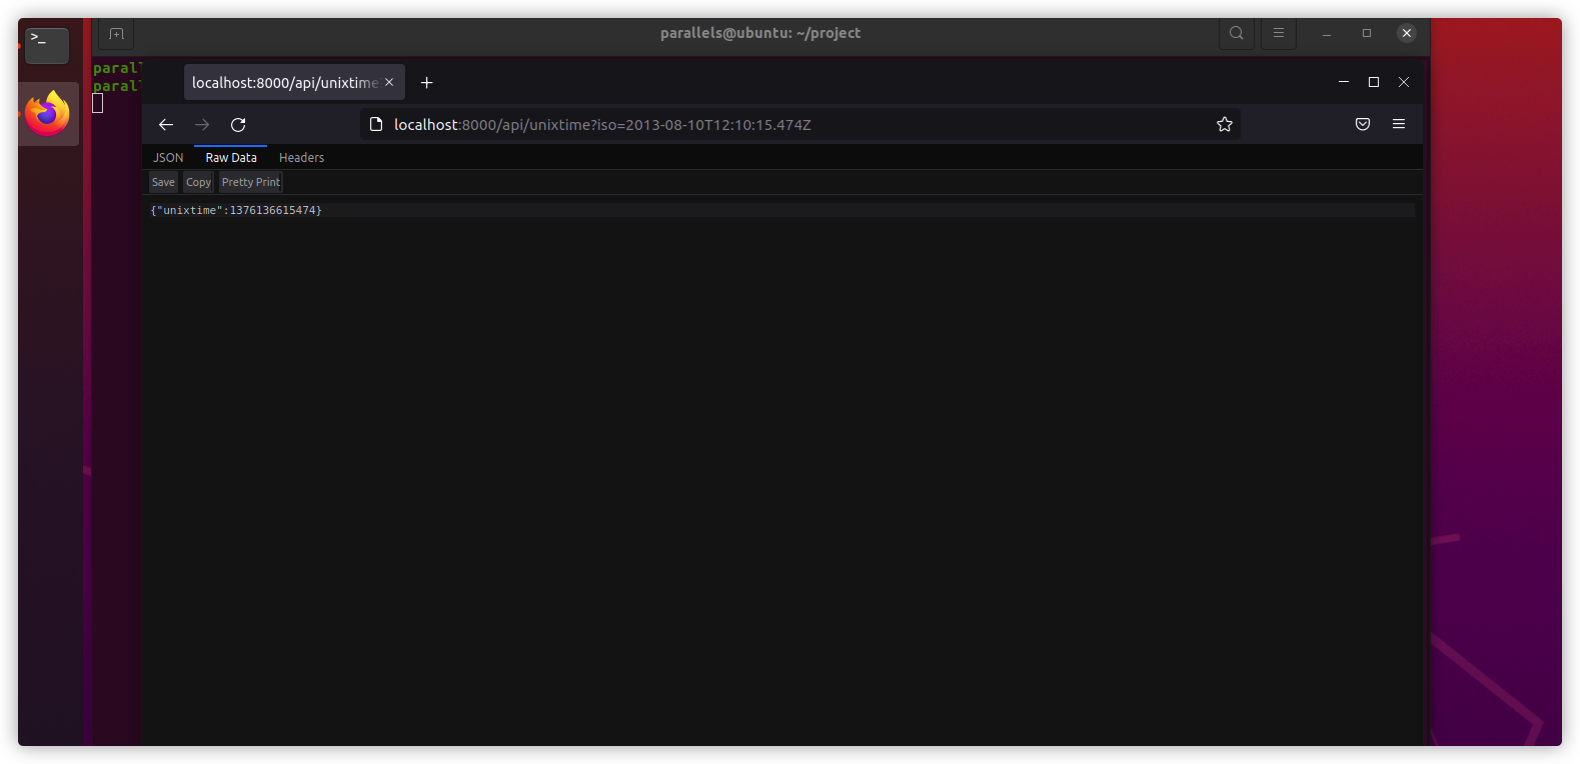 parallels@ubuntu: ~/project
>_
paral
paral
localhost:8000/api/unixtime
localhost:8000/api/unixtime?iso=2013-08-10T12:10:15.474Z
JSON Raw Data Headers
Save Copy Pretty Print
{"unixtime":1376136615474}